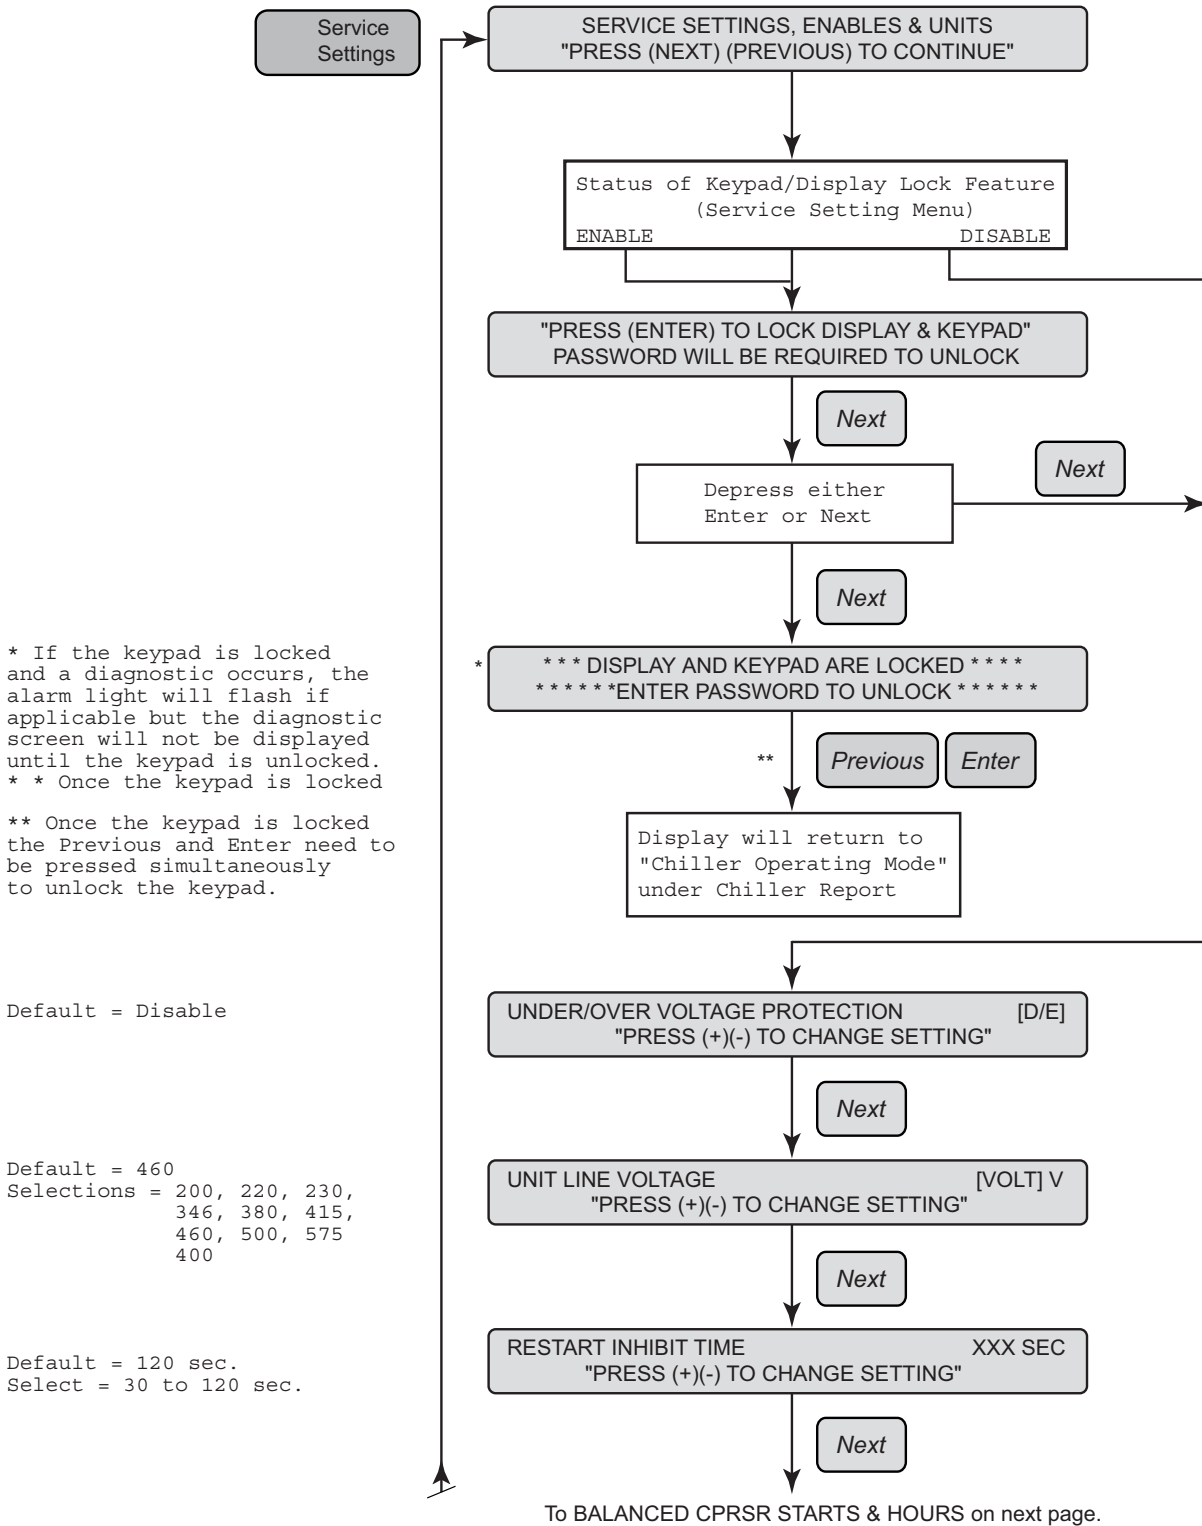 Service
Settings
SERVICE SETTINGS, ENABLES & UNITS
"PRESS (NEXT) (PREVIOUS) TO CONTINUE"
Status of Keypad/Display Lock Feature
(Service Setting Menu)
ENABLE DISABLE
"PRESS (ENTER) TO LOCK DISPLAY & KEYPAD"
PASSWORD WILL BE REQUIRED TO UNLOCK
Next
Depress either
Enter or Next
Next
Next
* If the keypad is locked
and a diagnostic occurs, the
alarm light will flash if
applicable but the diagnostic
screen will not be displayed
until the keypad is unlocked.
* * Once the keypad is locked
** Once the keypad is locked
the Previous and Enter need to
be pressed simultaneously
to unlock the keypad.
*
* * * DISPLAY AND KEYPAD ARE LOCKED * * * *
* * * * * *ENTER PASSWORD TO UNLOCK * * * * * *
**
Previous Enter
Display will return to
"Chiller Operating Mode"
under Chiller Report
Default = Disable
UNDER/OVER VOLTAGE PROTECTION [D/E]
"PRESS (+)(-) TO CHANGE SETTING"
Next
Default = 460
Selections = 200, 220, 230,
346, 380, 415,
460, 500, 575
400
UNIT LINE VOLTAGE [VOLT] V
"PRESS (+)(-) TO CHANGE SETTING"
Next
Default = 120 sec.
Select = 30 to 120 sec.
RESTART INHIBIT TIME XXX SEC
"PRESS (+)(-) TO CHANGE SETTING"
Next
To BALANCED CPRSR STARTS & HOURS on next page.